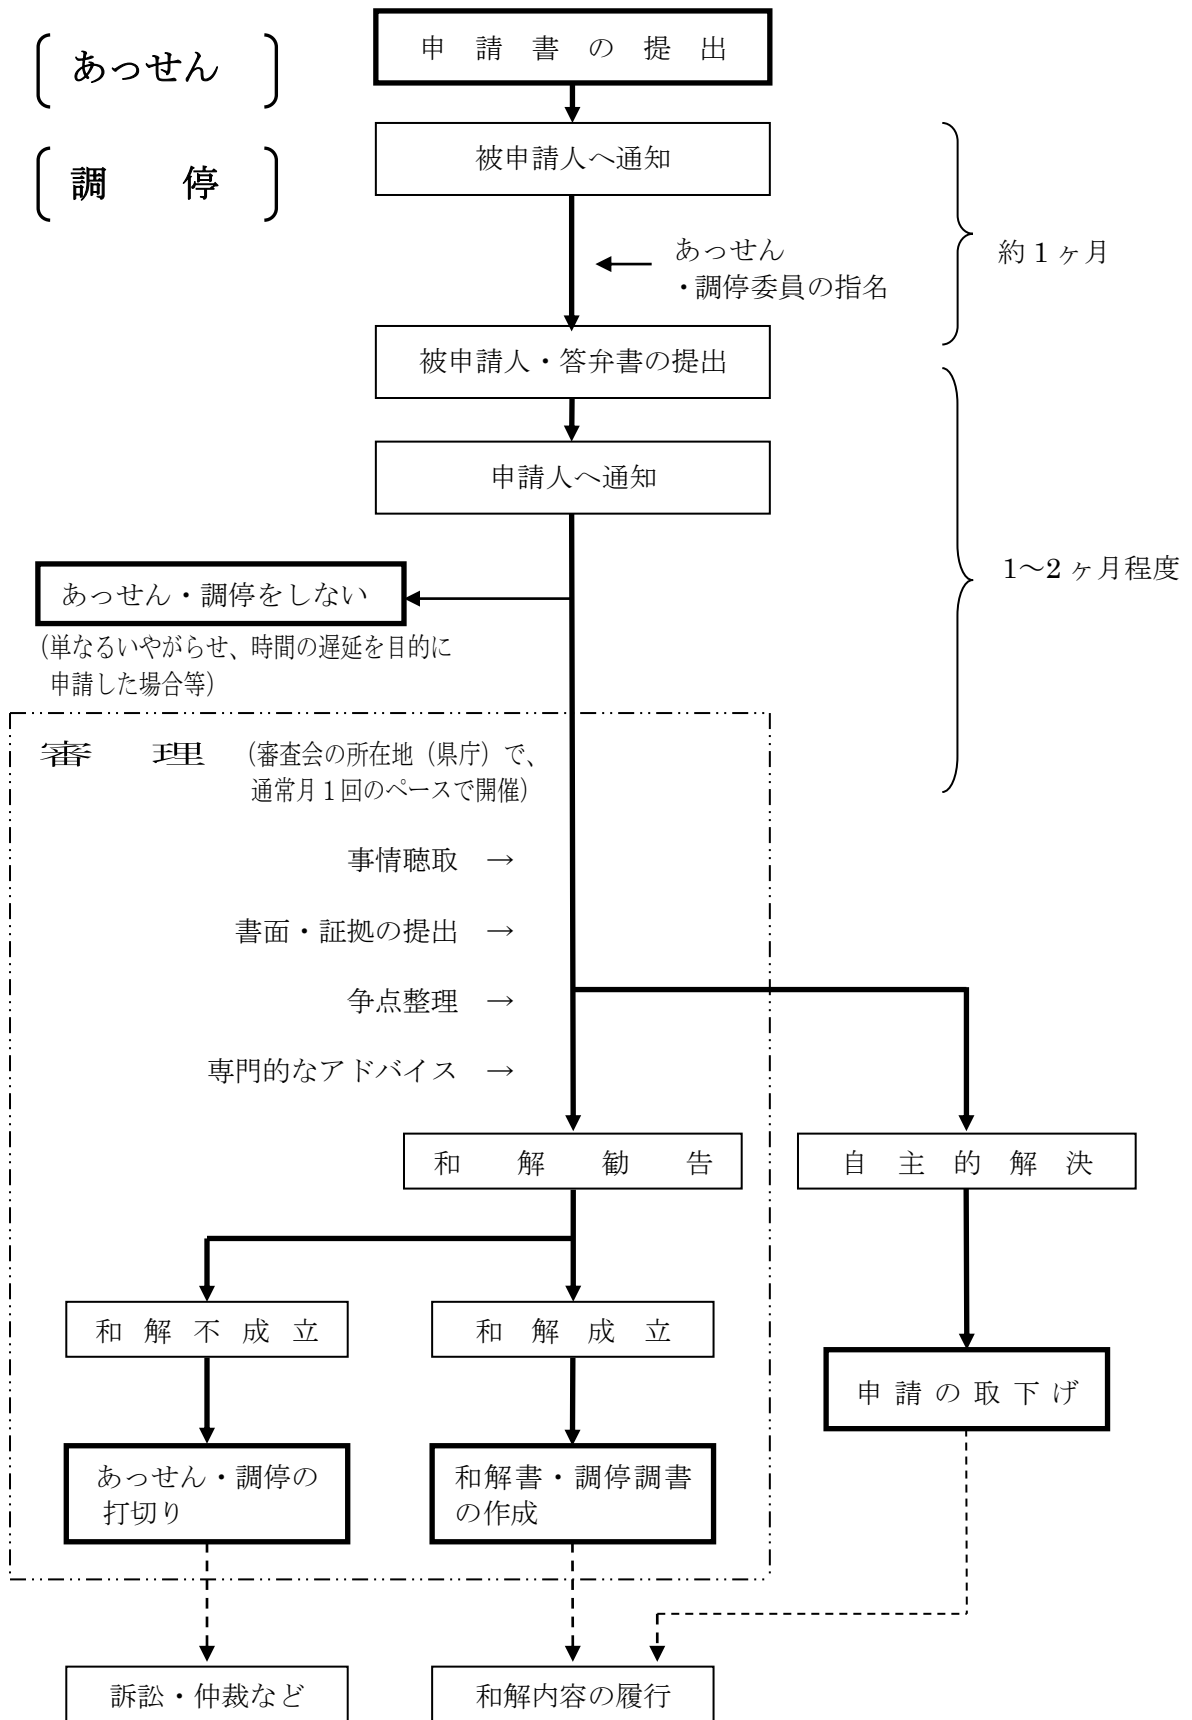 あっせん
調　停
申請書の提出
被申請人へ通知
あっせん
・調停委員の指名
約１ヶ月
被申請人・答弁書の提出
申請人へ通知
1～2ヶ月程度
あっせん・調停をしない
（単なるいやがらせ、時間の遅延を目的に
申請した場合等）
審　理　（審査会の所在地（県庁）で、
通常月１回のペースで開催）
事情聴取　→
書面・証拠の提出　→
争点整理　→
専門的なアドバイス　→
和解勧告
自主的解決
和解不成立
和解成立
申請の取下げ
あっせん・調停の
打切り
和解書・調停調書
の作成
訴訟・仲裁など
和解内容の履行